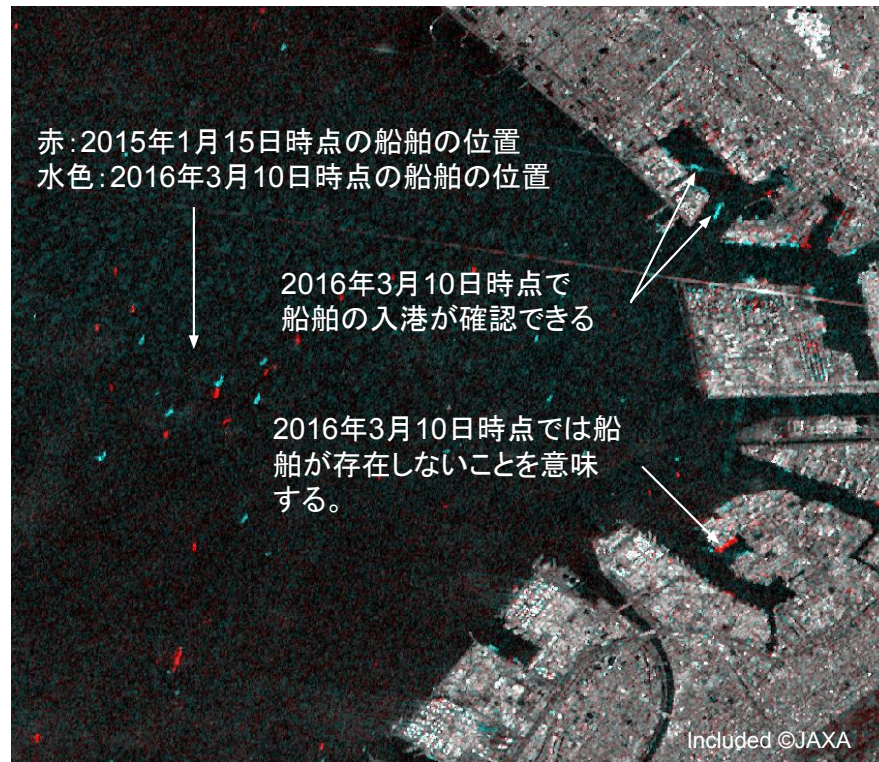 赤：2015年1月15日時点の船舶の位置
水色：2016年3月10日時点の船舶の位置
2016年3月10日時点で
船舶の入港が確認できる
2016年3月10日時点では船
舶が存在しないことを意味
する。
Included ©JAXA